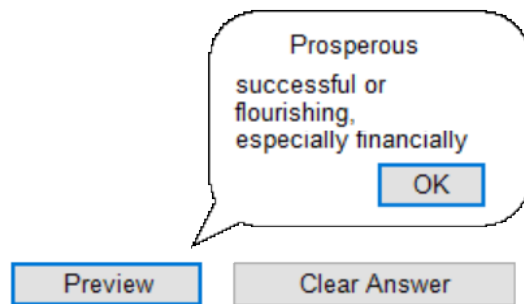 Prosperous
successful or
flourishing,
especially financially
OK
Preview
Clear Answer